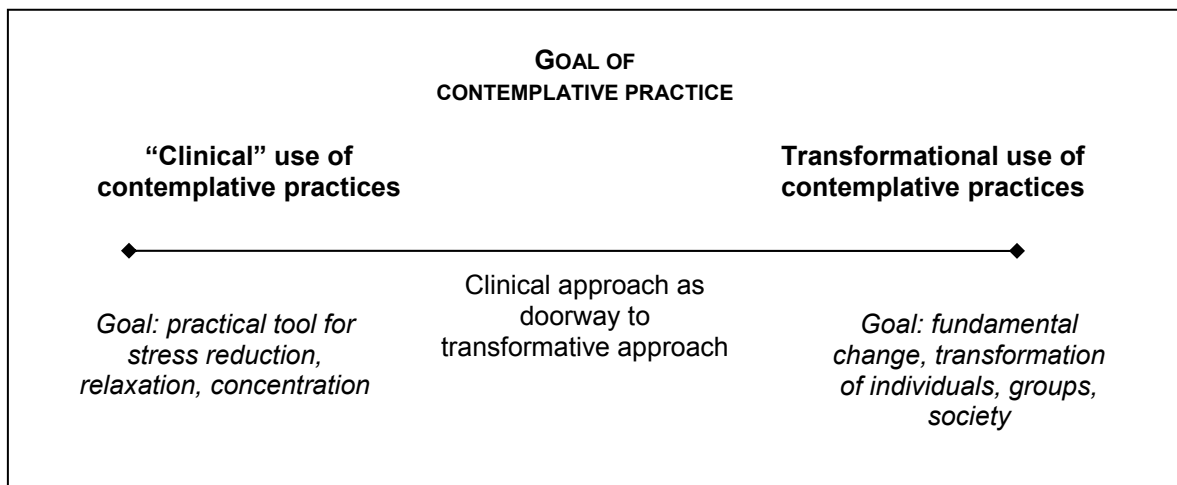 GOAL OF
CONTEMPLATIVE PRACTICE
“Clinical” use of
contemplative practices
Transformational use of
contemplative practices
Goal: practical tool for
stress reduction,
relaxation, concentration
Clinical approach as
doorway to
transformative approach
Goal: fundamental
change, transformation
of individuals, groups,
society